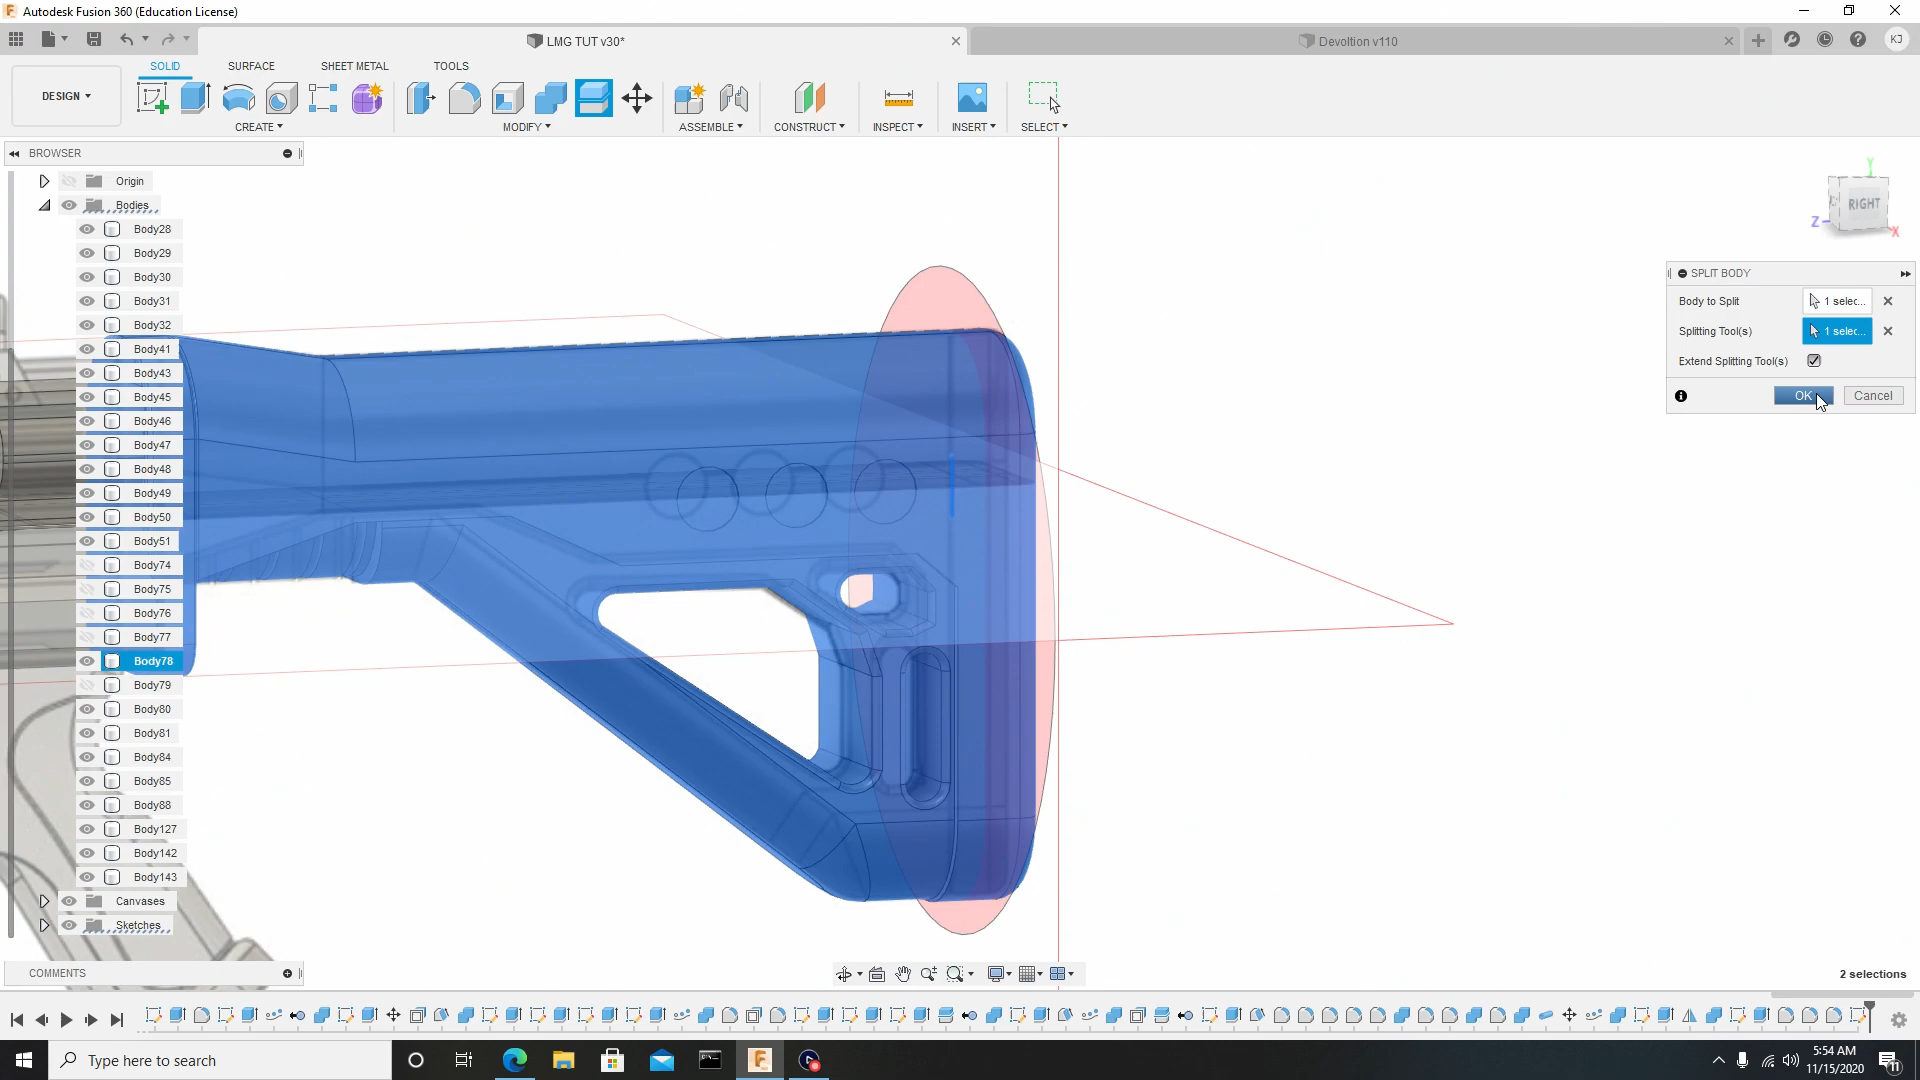 Autodesk Fusion 360 (Education License)
LMG TUT v30*
Devoltion v110
KJ
SOLID
SURFACE
SHEET METAL
TOOLS
DESIGN
CREATE
MODIFY
ASSEMBLE
CONSTRUCT
INSPECT
INSERT
SELECT
BROWSER
Origin
Bodies
Body28
Body29
Body30
Body31
Body32
Body41
Body43
Body45
Body46
Body47
Body48
Body49
Body50
Body51
Body74
Body75
Body76
Body77
Body78
Body79
Body80
Body81
Body84
Body85
Body88
Body127
Body142
Body143
Canvases
Sketches
COMMENTS
Y
RIGHT
Z
X
SPLIT BODY
Body to Split
1 selec...
Splitting Tool(s)
1 selec...
Extend Splitting Tool(s)
OK
Cancel
2 selections
Type here to search
5:54 AM
11/15/2020
11